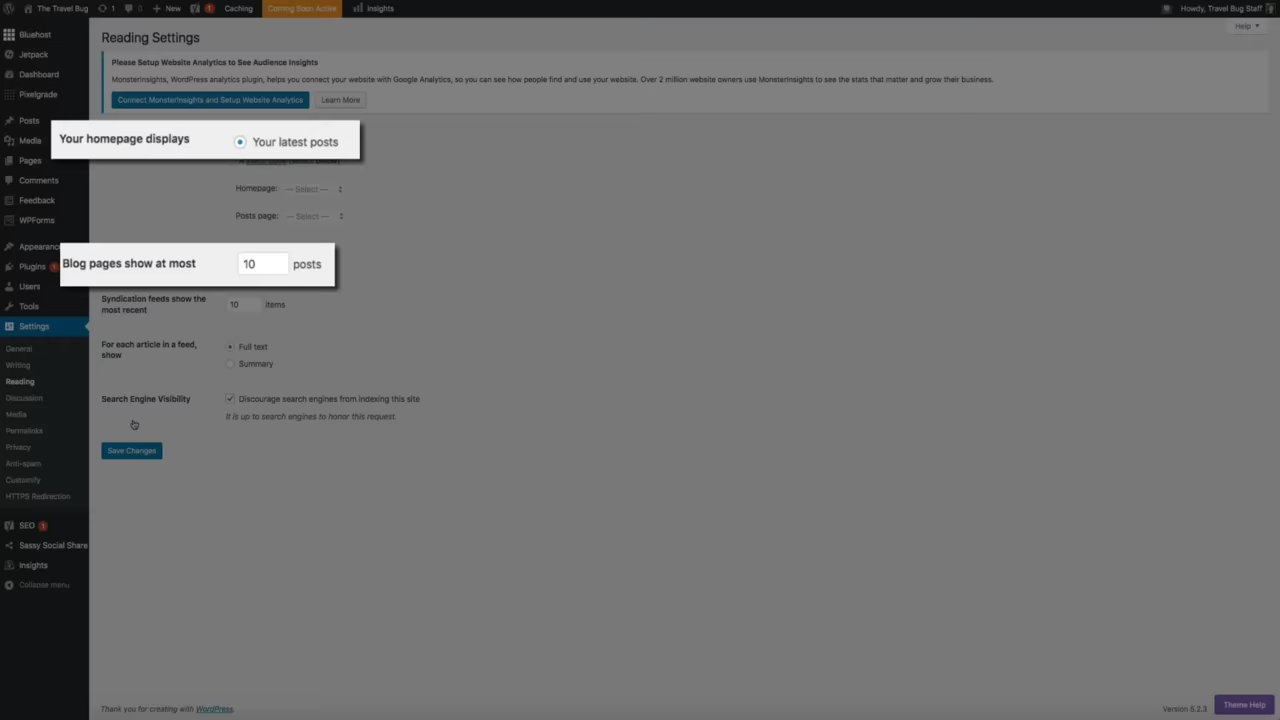 The Travel Bug 1 0 + New 1 Caching Coming Soon Active Insights Howdy, Travel Bug Staff
Help
Bluehost
Jetpack
Dashboard
Pixelgrade
Posts
Media
Pages
Comments
Feedback
WPForms
Appearance
Plugins
Users
Tools
Settings
General
Writing
Reading
Discussion
Media
Permalinks
Privacy
Anti-spam
Customify
HTTPS Redirection
SEO 1
Sassy Social Share
Insights
Collapse menu
Reading Settings
Please Setup Website Analytics to See Audience Insights
MonsterInsights, WordPress analytics plugin, helps you connect your website with Google Analytics, so you can see how people find and use your website. Over 2 million website owners use MonsterInsights to see the stats that matter and grow their business.
Connect MonsterInsights and Setup Website Analytics Learn More
Your homepage displays Your latest posts
Homepage: — Select —
Posts page: — Select —
Blog pages show at most 10 posts
Syndication feeds show the
most recent
10 items
For each article in a feed,
show
Full text
Summary
Search Engine Visibility Discourage search engines from indexing this site
It is up to search engines to honor this request.
Save Changes
Thank you for creating with WordPress.
Version 5.2.3
Theme Help